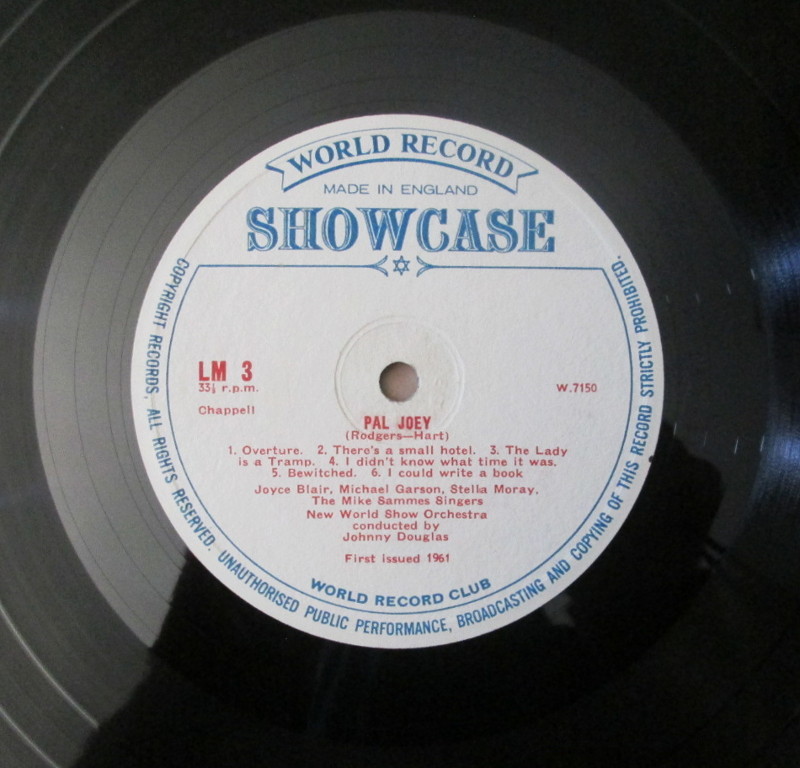 WORLD RECORD
MADE IN ENGLAND
SHOWCASE
LM 3
33⅓ r.p.m.
W.7150
Chappell
PAL JOEY
(Rodgers—Hart)
1. Overture. 2. There's a small hotel. 3. The Lady
is a Tramp. 4. I didn't know what time it was.
5. Bewitched. 6. I could write a book
Joyce Blair, Michael Garson, Stella Moray,
The Mike Sammes Singers
New World Show Orchestra
conducted by
Johnny Douglas
First issued 1961
WORLD RECORD CLUB
COPYRIGHT RECORDS. ALL RIGHTS RESERVED. UNAUTHORISED PUBLIC PERFORMANCE, BROADCASTING AND COPYING OF THIS RECORD STRICTLY PROHIBITED.